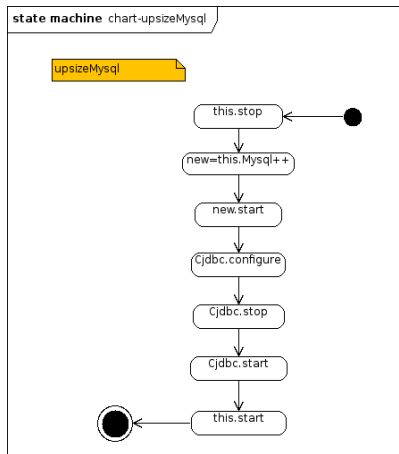 state machine chart-upsizeMysql
upsizeMysql
this.stop
new=this.Mysql++
new.start
Cjdbc.configure
Cjdbc.stop
Cjdbc.start
this.start